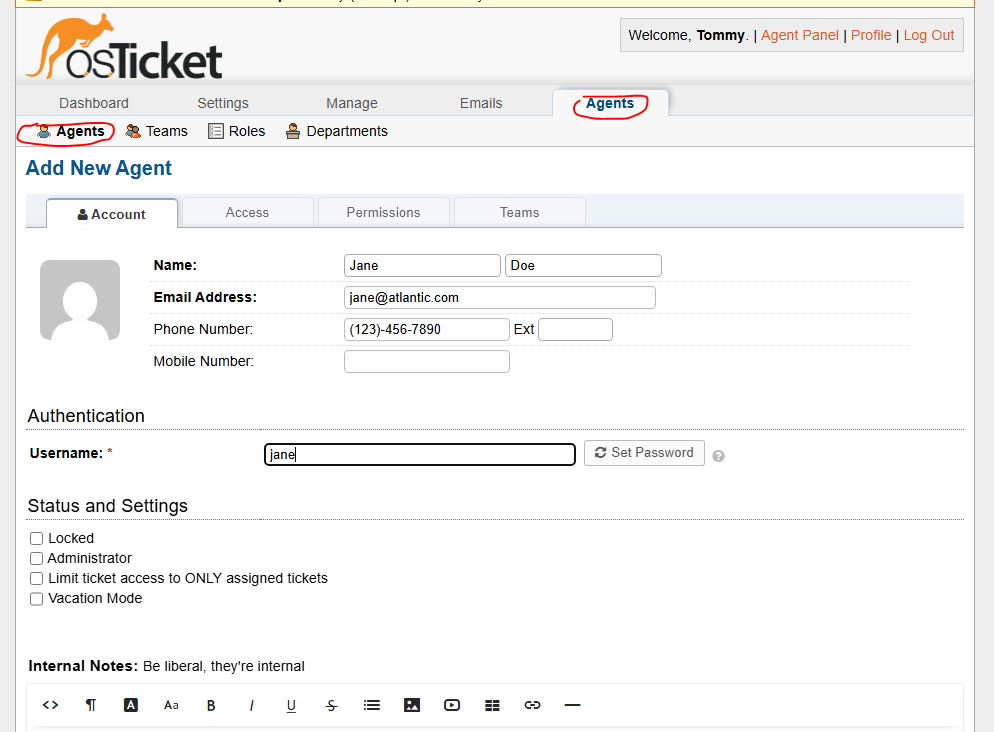 Welcome, Tommy. | Agent Panel | Profile | Log Out
osTicket
Dashboard Settings Manage Emails Agents
Agents Teams Roles Departments
Add New Agent
Account Access Permissions Teams
Name: Jane Doe
Email Address: jane@atlantic.com
Phone Number: (123)-456-7890 Ext
Mobile Number:
Authentication
Username: * jane Set Password ?
Status and Settings
Locked
Administrator
Limit ticket access to ONLY assigned tickets
Vacation Mode
Internal Notes: Be liberal, they're internal
<> ¶ A Aa B I U S